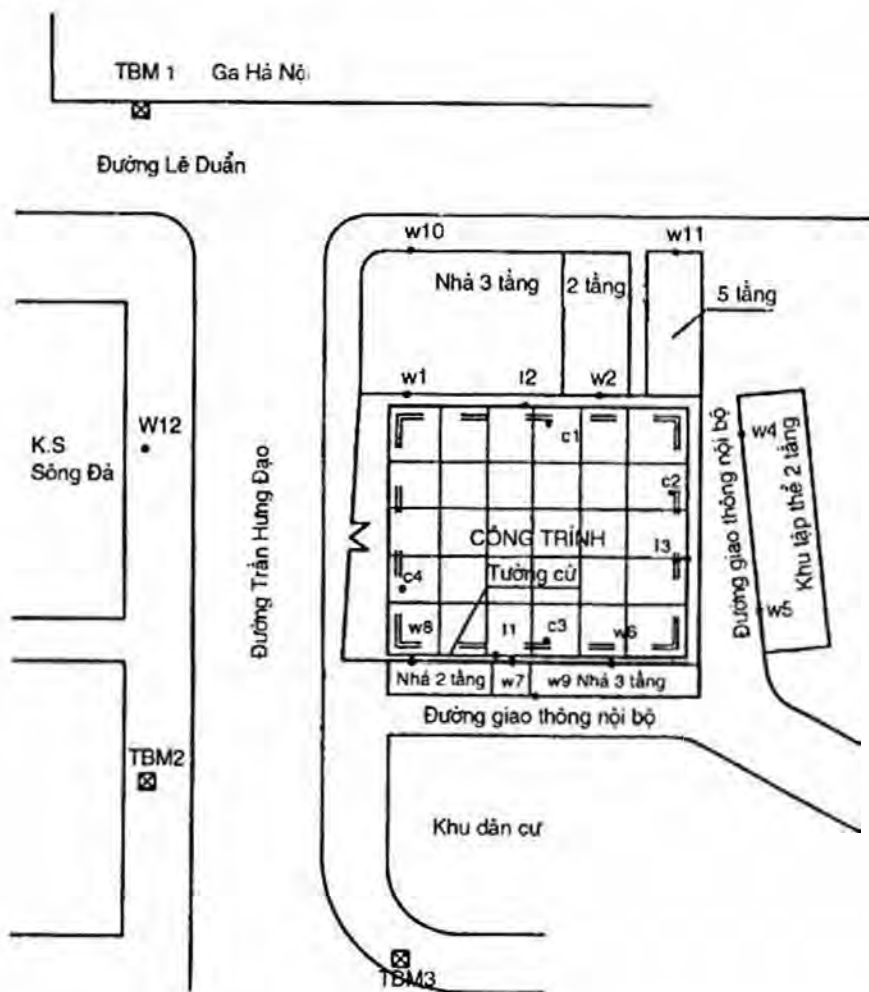 TBM 1 Ga Hà Nội
Đường Lê Duẩn
w10
w11
Nhà 3 tầng
2 tầng
5 tầng
w1
I2
w2
W12
K.S
Sông Đà
c1
w4
c2
Đường Trần Hưng Đạo
Đường giao thông nội bộ
Khu tập thể 2 tầng
CÔNG TRÌNH
I3
Tường cừ
c4
w5
w8
I1
c3
w6
Nhà 2 tầng
w7
w9 Nhà 3 tầng
Đường giao thông nội bộ
TBM2
Khu dân cư
TBM3